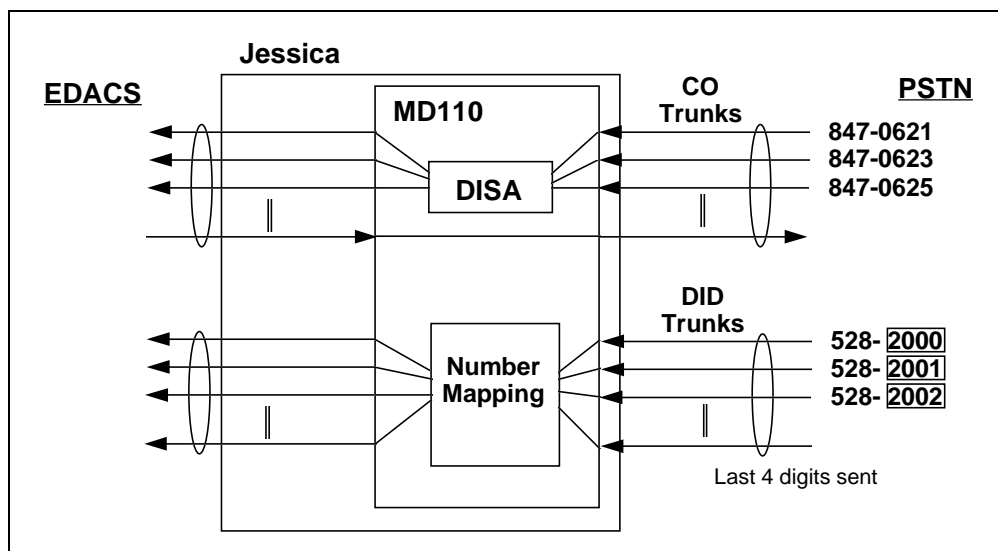 Jessica
EDACS
MD110
CO
Trunks
PSTN
847-0621
847-0623
847-0625
DISA
DID
Trunks
528- 2000
528- 2001
528- 2002
Number
Mapping
Last 4 digits sent